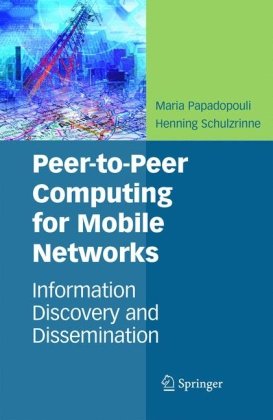 Maria Papadopouli
Henning Schulzrinne
Peer-to-Peer
Computing
for Mobile
Networks
Information
Discovery and
Dissemination
Springer